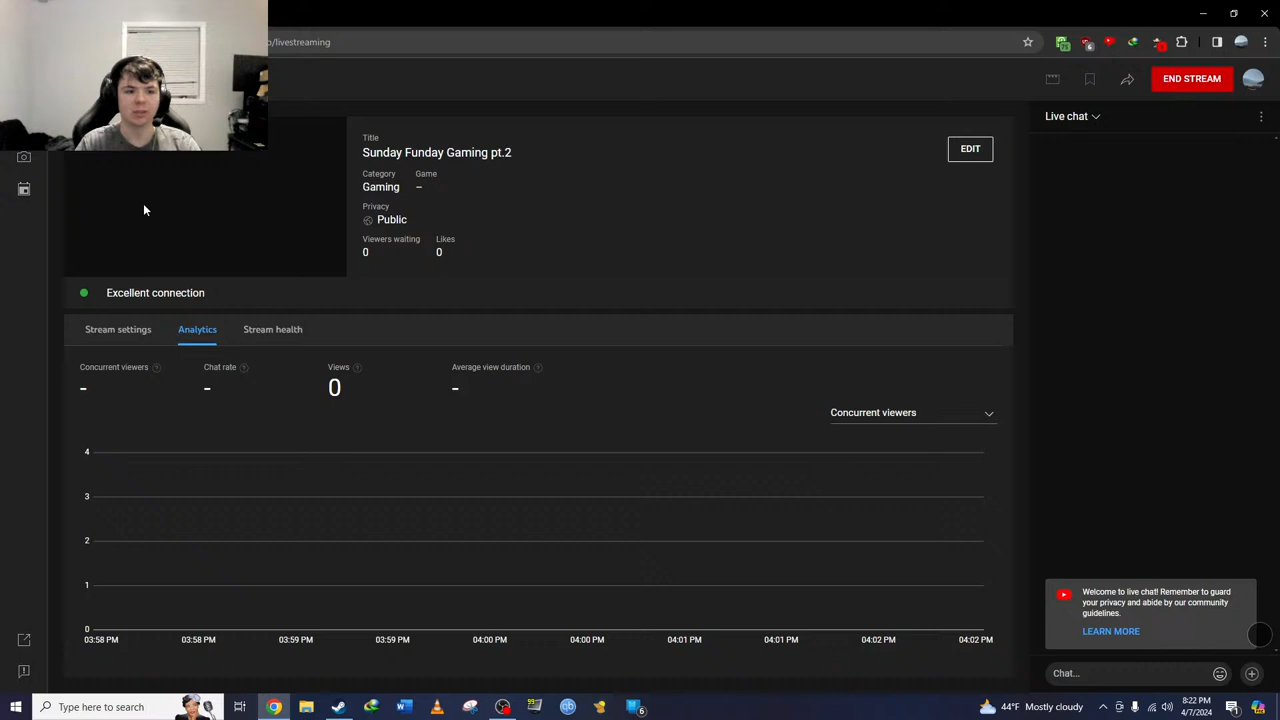 o/livestreaming
END STREAM
Live chat
Title
Sunday Funday Gaming pt.2
EDIT
Category Game
Gaming –
Privacy
Public
Viewers waiting Likes
0 0
Excellent connection
Stream settings Analytics Stream health
Concurrent viewers Chat rate Views Average view duration
- - 0 -
Concurrent viewers
4
3
2
1
0
03:58 PM 03:58 PM 03:59 PM 03:59 PM 04:00 PM 04:00 PM 04:01 PM 04:01 PM 04:02 PM 04:02 PM
Welcome to live chat! Remember to guard
your privacy and abide by our community
guidelines.
LEARN MORE
Chat...
Type here to search
44°F Mostly cloudy
8:22 PM
4/7/2024